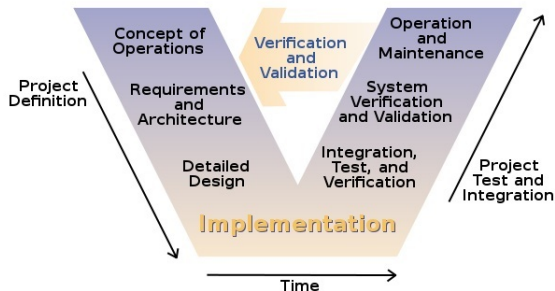 Concept of
Operations
Verification
and
Validation
Operation
and
Maintenance
Project
Definition
Requirements
and
Architecture
System
Verification
and Validation
Detailed
Design
Integration,
Test, and
Verification
Project
Test and
Integration
Implementation
Time